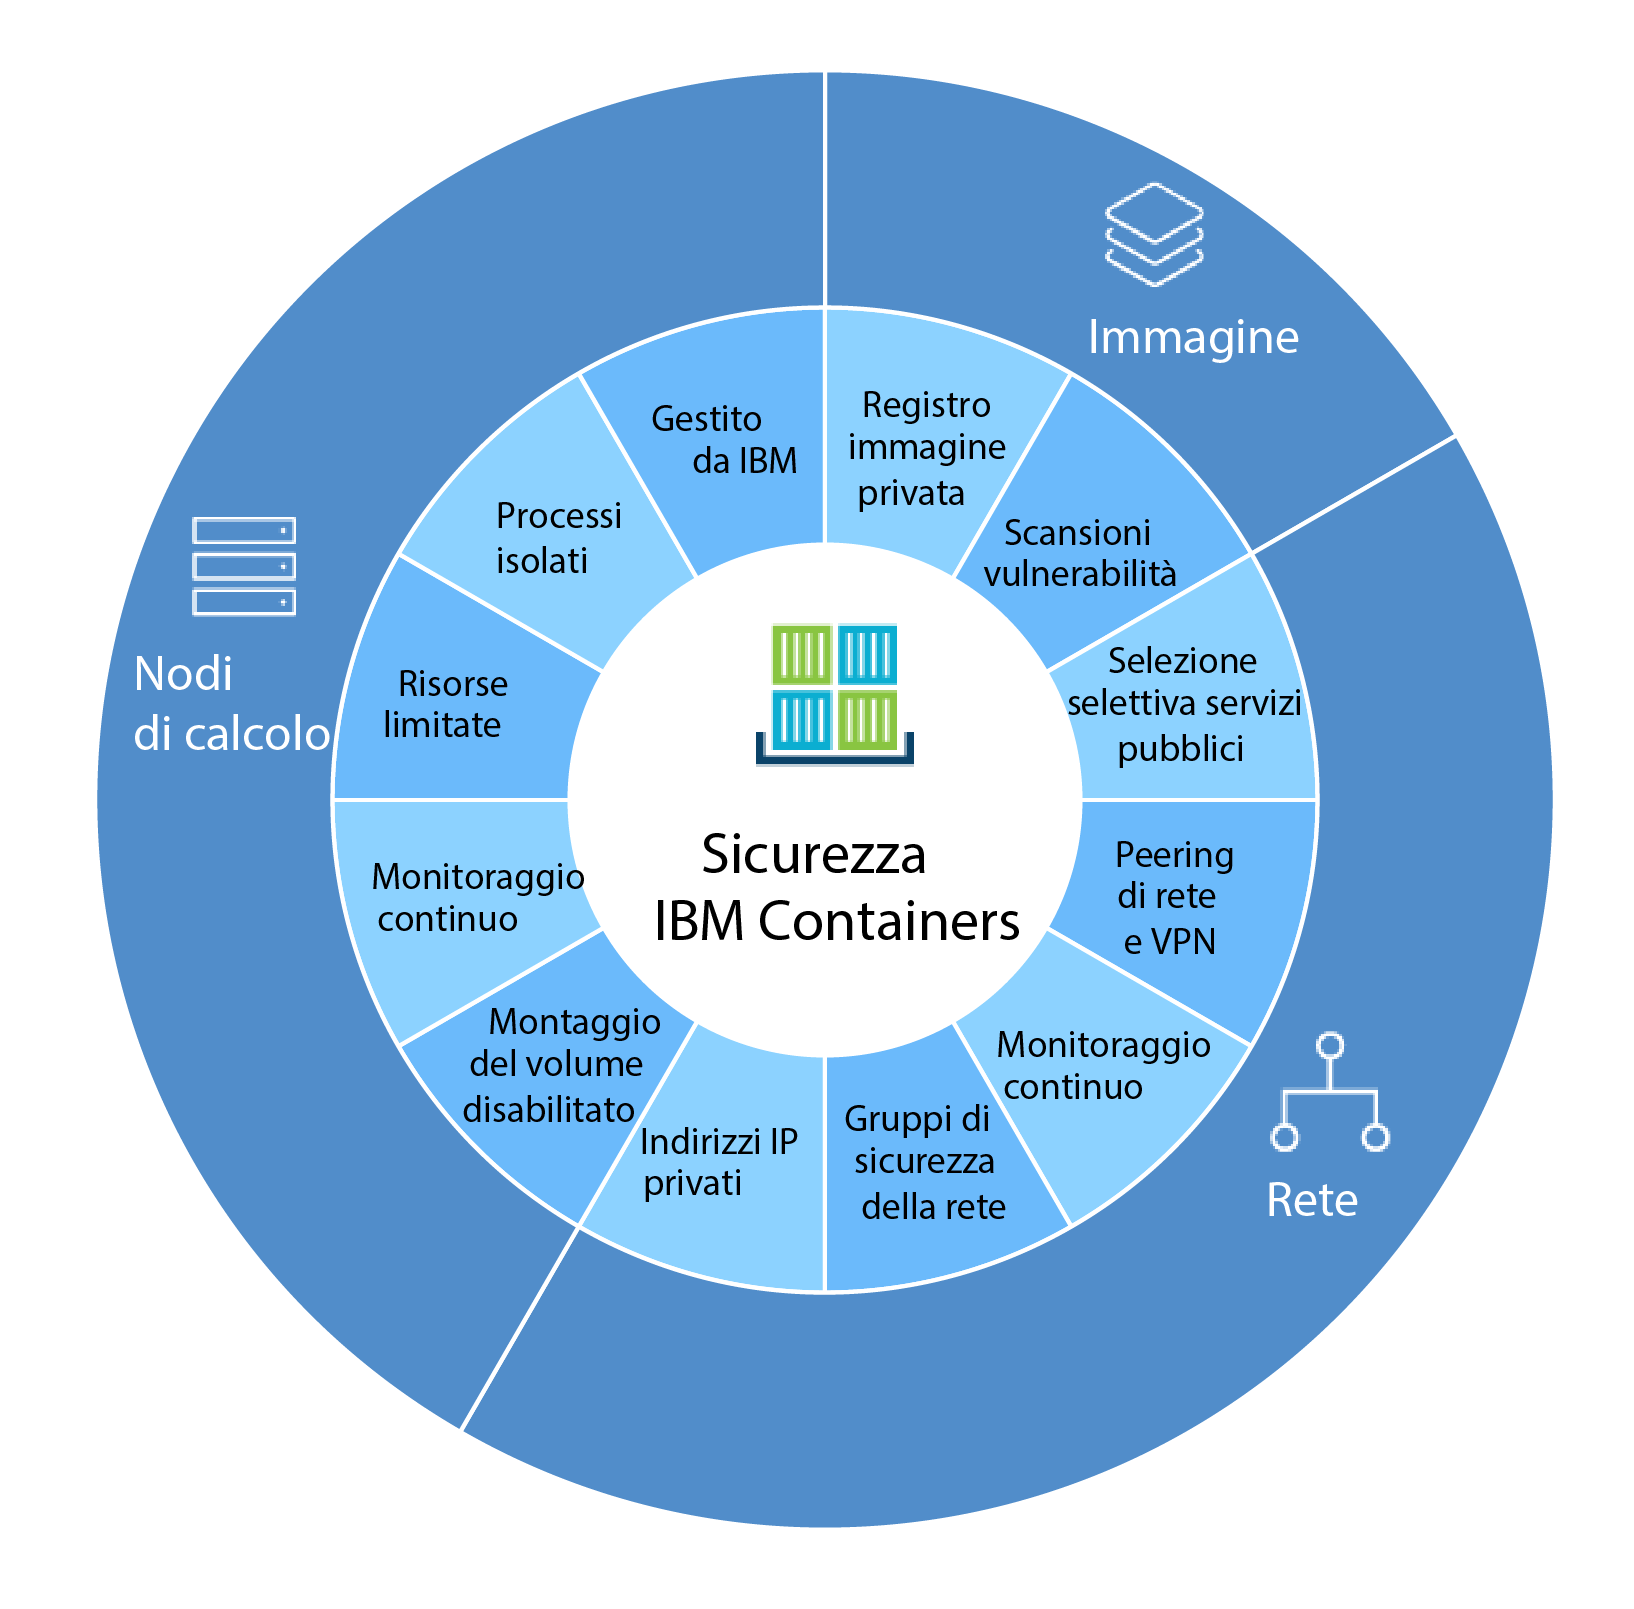 Immagine
Registro
immagine
privata
Scansioni
vulnerabilità
Rete
Selezione
selettiva servizi
pubblici
Peering
di rete
e VPN
Monitoraggio
continuo
Gruppi di
sicurezza
della rete
Indirizzi IP
privati
Nodi
di calcolo
Montaggio
del volume
disabilitato
Monitoraggio
continuo
Risorse
limitate
Processi
isolati
Gestito
da IBM
Sicurezza
IBM Containers